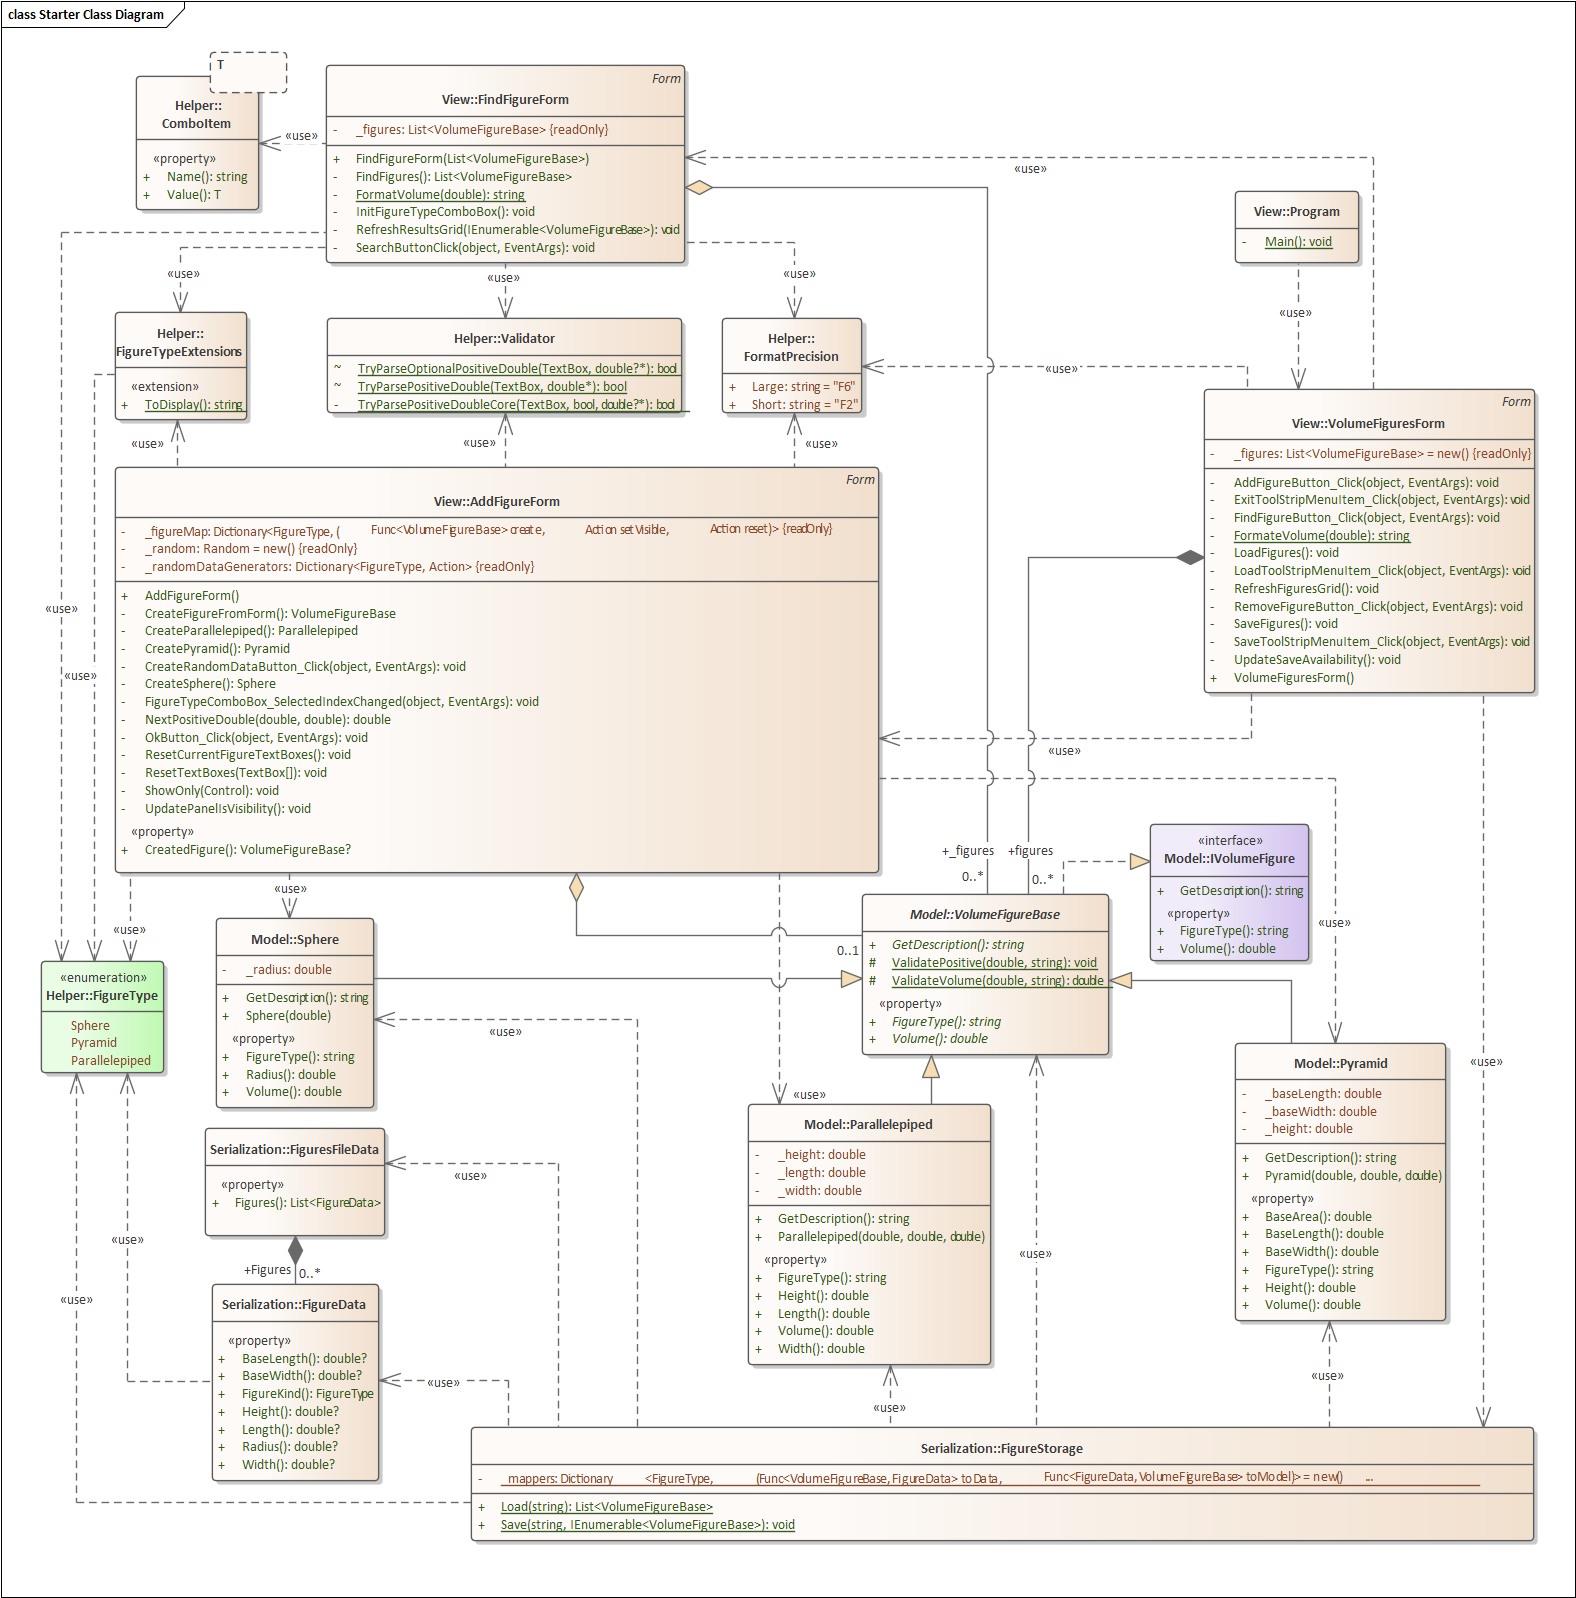 class Starter Class Diagram
T
Helper::
ComboItem
«property»
+ Name(): string
+ Value(): T
«use»
Form
View::FindFigureForm
- _figures: List<VolumeFigureBase> {readOnly}
+ FindFigureForm(List<VolumeFigureBase>)
- FindFigures(): List<VolumeFigureBase>
- FormatVolume(double): string
- InitFigureTypeComboBox(): void
- RefreshResultsGrid(IEnumerable<VolumeFigureBase>): void
- SearchButtonClick(object, EventArgs): void
«use»
View::Program
- Main(): void
«use»
«use»
«use»
«use»
Helper::
FigureTypeExtensions
«extension»
+ ToDisplay(): string
Helper::Validator
~ TryParseOptionalPositiveDouble(TextBox, double?*): bool
~ TryParsePositiveDouble(TextBox, double*): bool
- TryParsePositiveDoubleCore(TextBox, bool, double?*): bool
Helper::
FormatPrecision
+ Large: string = "F6"
+ Short: string = "F2"
«use»
«use»
«use»
«use»
Form
View::VolumeFiguresForm
- _figures: List<VolumeFigureBase> = new() {readOnly}
- AddFigureButton_Click(object, EventArgs): void
- ExitToolStripMenuItem_Click(object, EventArgs): void
- FindFigureButton_Click(object, EventArgs): void
- FormateVolume(double): string
- LoadFigures(): void
- LoadToolStripMenuItem_Click(object, EventArgs): void
- RefreshFiguresGrid(): void
- RemoveFigureButton_Click(object, EventArgs): void
- SaveFigures(): void
- SaveToolStripMenuItem_Click(object, EventArgs): void
- UpdateSaveAvailability(): void
+ VolumeFiguresForm()
Form
View::AddFigureForm
- _figureMap: Dictionary<FigureType, ( Func<VolumeFigureBase> create, Action setVisible, Action reset)> {readOnly}
- _random: Random = new() {readOnly}
- _randomDataGenerators: Dictionary<FigureType, Action> {readOnly}
+ AddFigureForm()
- CreateFigureFromForm(): VolumeFigureBase
- CreateParallelepiped(): Parallelepiped
- CreatePyramid(): Pyramid
- CreateRandomDataButton_Click(object, EventArgs): void
- CreateSphere(): Sphere
- FigureTypeComboBox_SelectedIndexChanged(object, EventArgs): void
- NextPositiveDouble(double, double): double
- OkButton_Click(object, EventArgs): void
- ResetCurrentFigureTextBoxes(): void
- ResetTextBoxes(TextBox[]): void
- ShowOnly(Control): void
- UpdatePanelIsVisibility(): void
«property»
+ CreatedFigure(): VolumeFigureBase?
«use»
«use»
«use»
+_figures
0..*
+figures
0..*
«interface»
Model::IVolumeFigure
+ GetDescription(): string
«property»
+ FigureType(): string
+ Volume(): double
«use»
«use»
«use»
0..1
Model::VolumeFigureBase
+ GetDescription(): string
# ValidatePositive(double, string): void
# ValidateVolume(double, string): double
«property»
+ FigureType(): string
+ Volume(): double
Model::Sphere
- _radius: double
+ GetDescription(): string
+ Sphere(double)
«property»
+ FigureType(): string
+ Radius(): double
+ Volume(): double
«enumeration»
Helper::FigureType
Sphere
Pyramid
Parallelepiped
«use»
«use»
«use»
Model::Pyramid
- _baseLength: double
- _baseWidth: double
- _height: double
+ GetDescription(): string
+ Pyramid(double, double, double)
«property»
+ BaseArea(): double
+ BaseLength(): double
+ BaseWidth(): double
+ FigureType(): string
+ Height(): double
+ Volume(): double
Model::Parallelepiped
- _height: double
- _length: double
- _width: double
+ GetDescription(): string
+ Parallelepiped(double, double, double)
«property»
+ FigureType(): string
+ Height(): double
+ Length(): double
+ Volume(): double
+ Width(): double
Serialization::FiguresFileData
«property»
+ Figures(): List<FigureData>
«use»
«use»
«use»
+Figures
0..*
«use»
Serialization::FigureData
«property»
+ BaseLength(): double?
+ BaseWidth(): double?
+ FigureKind(): FigureType
+ Height(): double?
+ Length(): double?
+ Radius(): double?
+ Width(): double?
«use»
«use»
«use»
Serialization::FigureStorage
- _mappers: Dictionary <FigureType, (Func<VolumeFigureBase, FigureData> toData, Func<FigureData, VolumeFigureBase> toModel)> = new() ...
+ Load(string): List<VolumeFigureBase>
+ Save(string, IEnumerable<VolumeFigureBase>): void